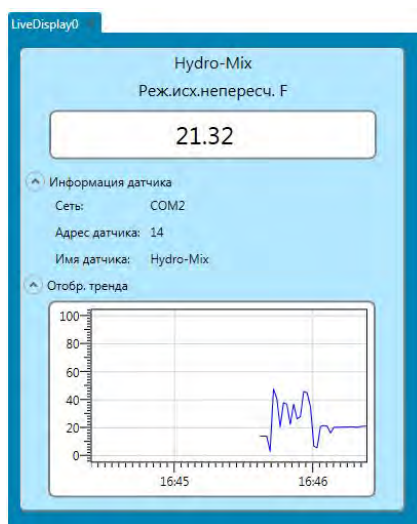 LiveDisplay0
Hydro-Mix
Реж.исх.непересч. F
21.32
Информация датчика
Сеть: COM2
Адрес датчика: 14
Имя датчика: Hydro-Mix
Отобр. тренда
100
80
60
40
20
0
16:45 16:46